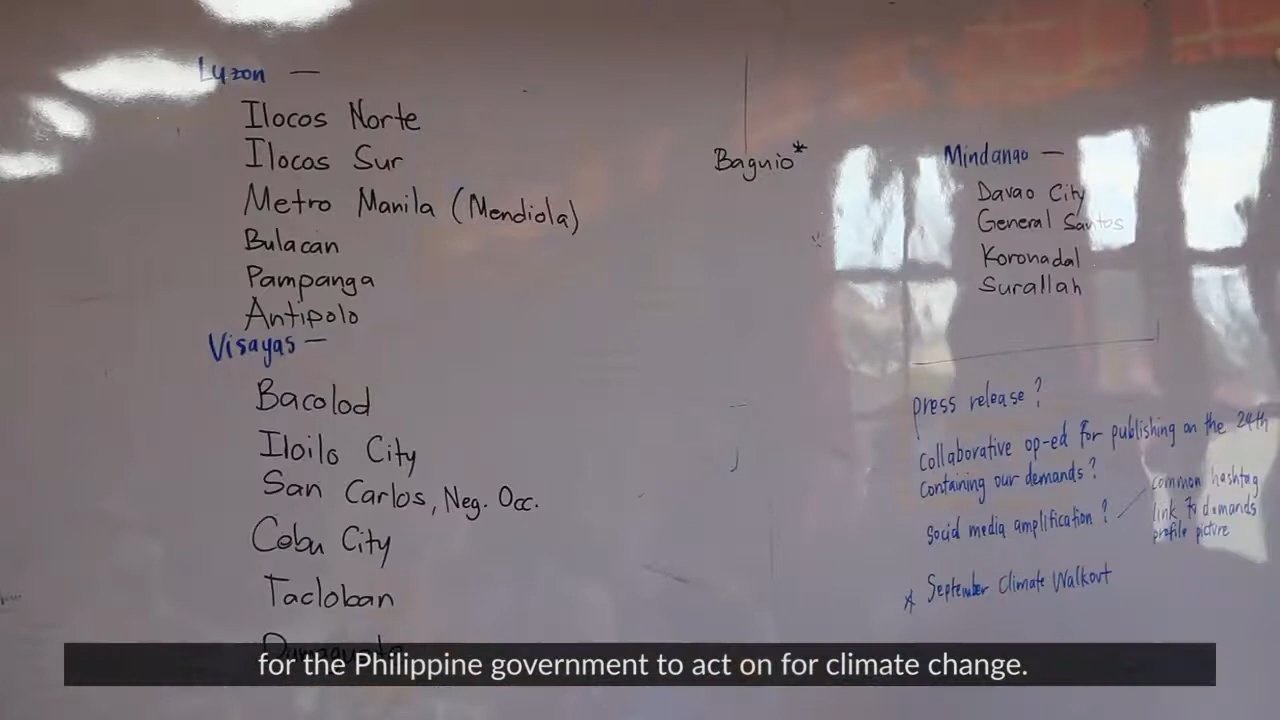 Luzon —
Ilocos Norte
Ilocos Sur
Metro Manila (Mendiola)
Bulacan
Pampanga
Antipolo
Visayas —
Bacolod
Iloilo City
San Carlos, Neg. Occ.
Cebu City
Tacloban
Baguio*
Mindanao —
Davao City
General Santos
Koronadal
Surallah
press release?
collaborative op-ed for publishing on the 24th
containing our demands?
social media amplification?
common hashtag
link to demands
profile picture
* September Climate Walkout
for the Philippine government to act on for climate change.